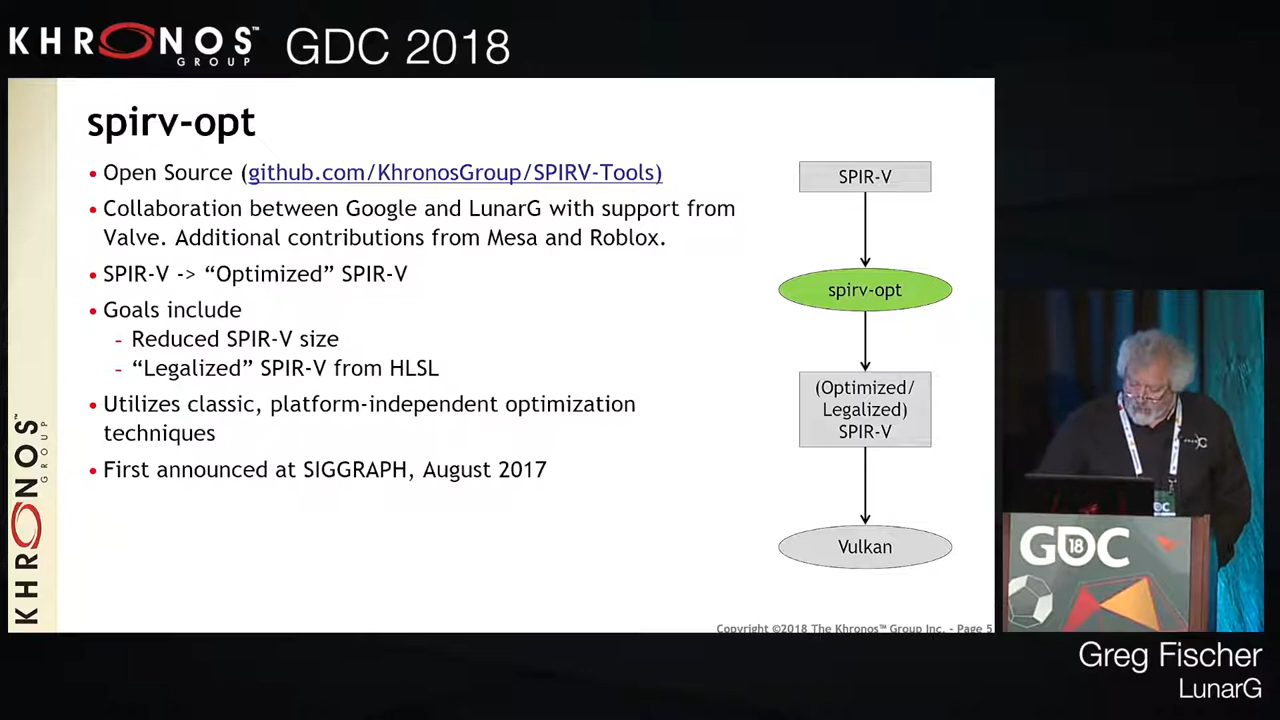 KHRONOS™ GROUP GDC 2018
spirv-opt
• Open Source (github.com/KhronosGroup/SPIRV-Tools)
• Collaboration between Google and LunarG with support from
Valve. Additional contributions from Mesa and Roblox.
• SPIR-V -> “Optimized” SPIR-V
• Goals include
- Reduced SPIR-V size
- “Legalized” SPIR-V from HLSL
• Utilizes classic, platform-independent optimization
techniques
• First announced at SIGGRAPH, August 2017
SPIR-V
spirv-opt
(Optimized/
Legalized)
SPIR-V
Vulkan
KHRONOS™ GROUP
Copyright ©2018 The Khronos™ Group Inc. - Page 5
GDC 18
Greg Fischer
LunarG